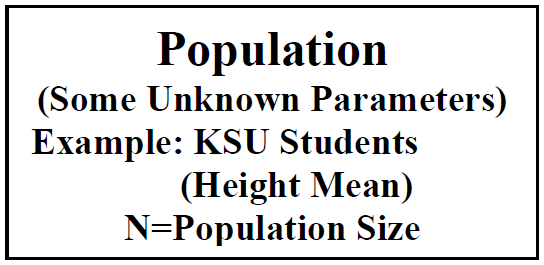 Population
(Some Unknown Parameters)
Example: KSU Students
(Height Mean)
N=Population Size